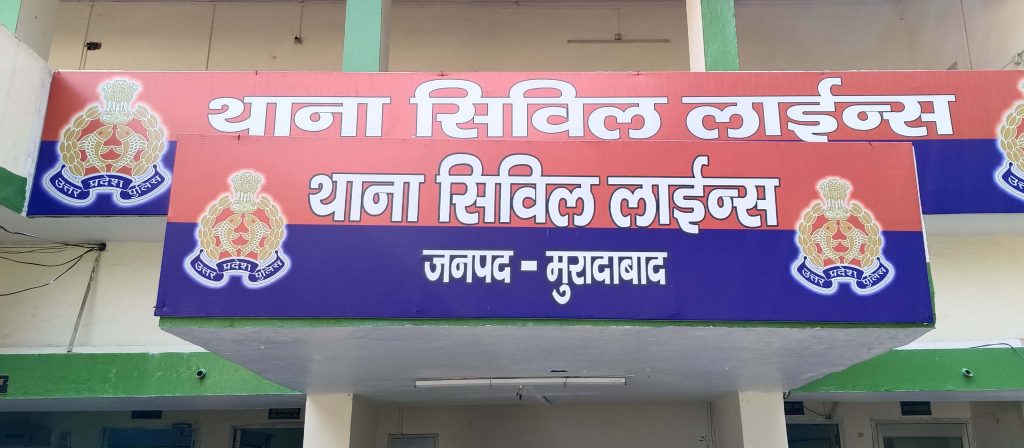 थाना सिविल लाईन्स
उत्तर प्रदेश पुलिस
थाना सिविल लाईन्स
जनपद - मुरादाबाद
उत्तर प्रदेश पुलिस
उत्तर प्रदेश पुलिस